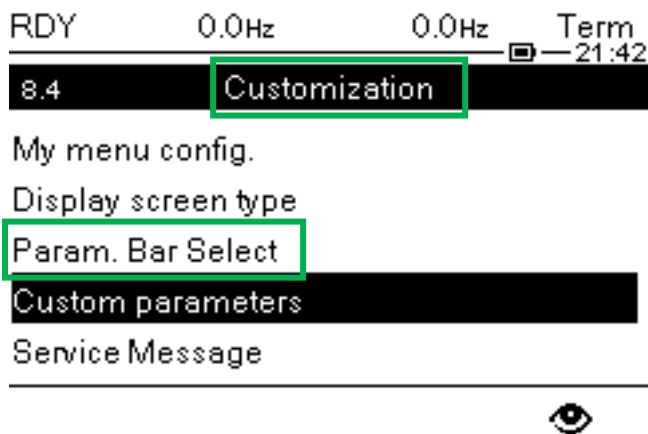 RDY 0.0Hz 0.0Hz Term
21:42
8.4 Customization
My menu config.
Display screen type
Param. Bar Select
Custom parameters
Service Message